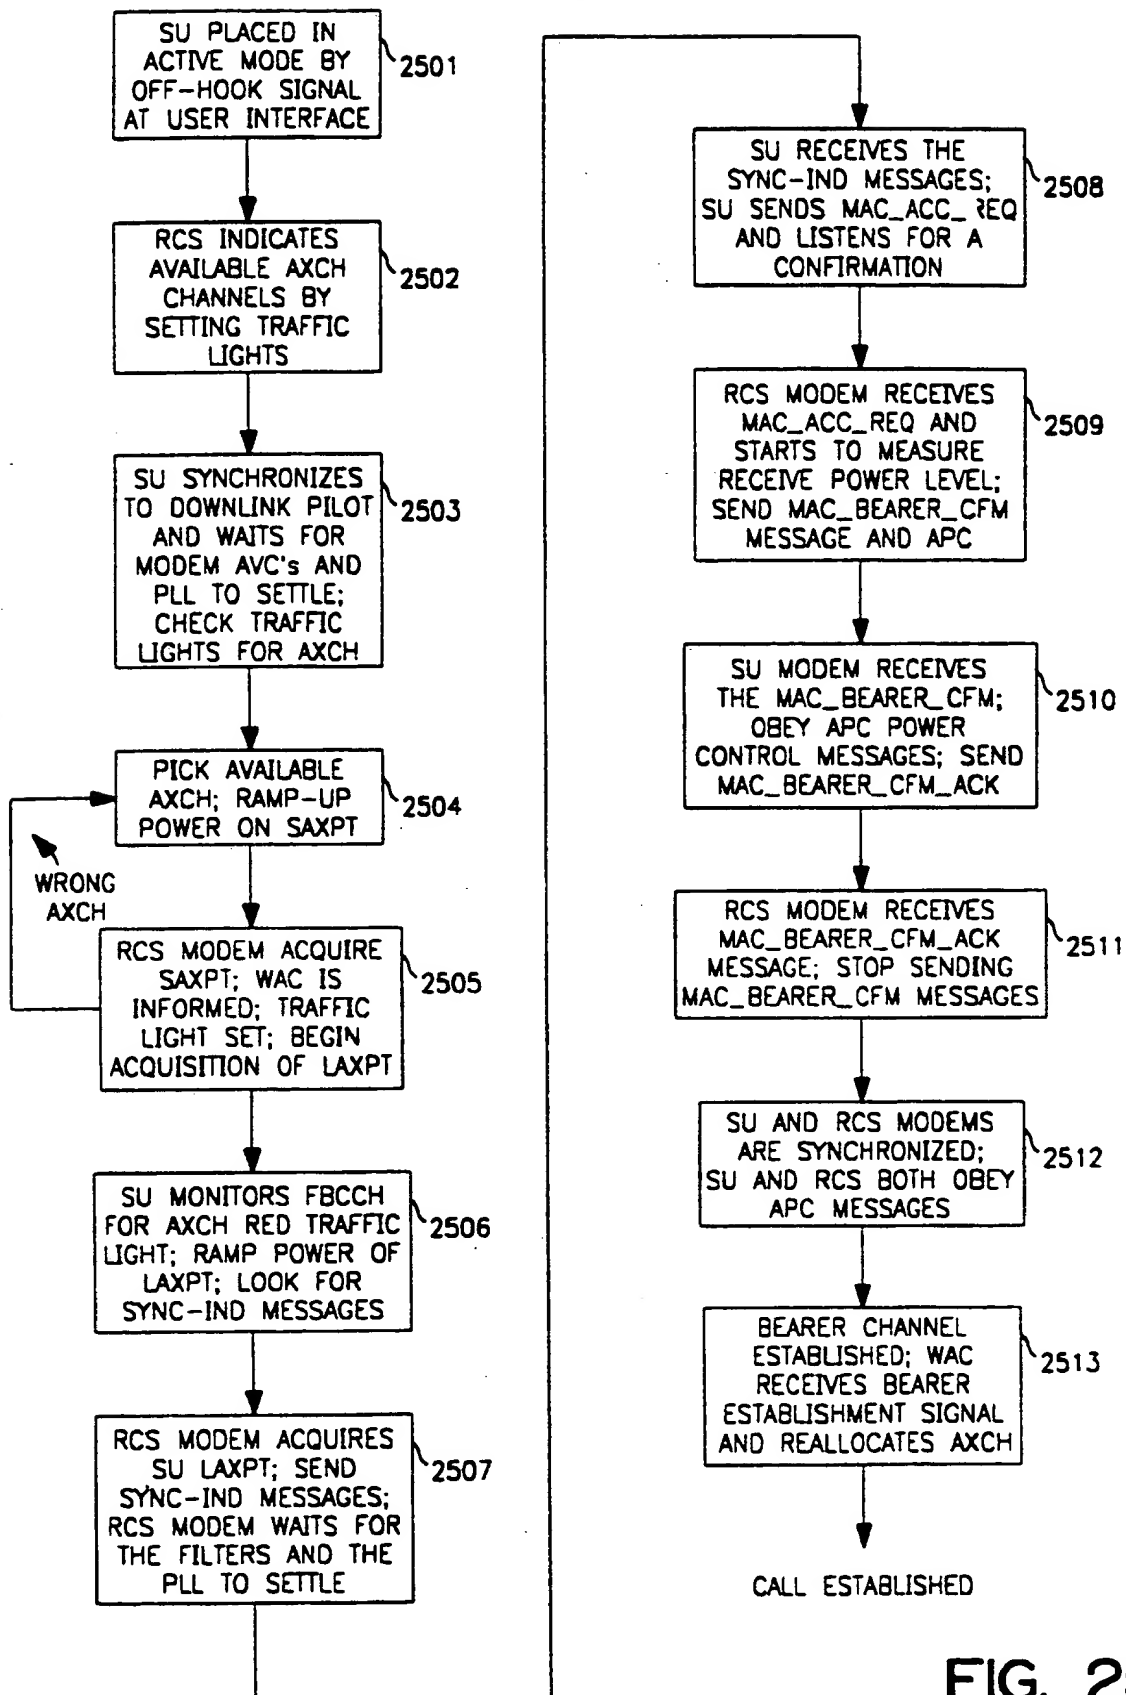 SU PLACED IN
ACTIVE MODE BY
OFF-HOOK SIGNAL
AT USER INTERFACE
2501
RCS INDICATES
AVAILABLE AXCH
CHANNELS BY
SETTING TRAFFIC
LIGHTS
2502
SU SYNCHRONIZES
TO DOWNLINK PILOT
AND WAITS FOR
MODEM AVC's AND
PLL TO SETTLE;
CHECK TRAFFIC
LIGHTS FOR AXCH
2503
PICK AVAILABLE
AXCH; RAMP-UP
POWER ON SAXPT
2504
WRONG
AXCH
RCS MODEM ACQUIRE
SAXPT; WAC IS
INFORMED; TRAFFIC
LIGHT SET; BEGIN
ACQUISITION OF LAXPT
2505
SU MONITORS FBCCH
FOR AXCH RED TRAFFIC
LIGHT; RAMP POWER OF
LAXPT; LOOK FOR
SYNC-IND MESSAGES
2506
RCS MODEM ACQUIRES
SU LAXPT; SEND
SYNC-IND MESSAGES;
RCS MODEM WAITS FOR
THE FILTERS AND THE
PLL TO SETTLE
2507
SU RECEIVES THE
SYNC-IND MESSAGES;
SU SENDS MAC_ACC_REQ
AND LISTENS FOR A
CONFIRMATION
2508
RCS MODEM RECEIVES
MAC_ACC_REQ AND
STARTS TO MEASURE
RECEIVE POWER LEVEL;
SEND MAC_BEARER_CFM
MESSAGE AND APC
2509
SU MODEM RECEIVES
THE MAC_BEARER_CFM;
OBEY APC POWER
CONTROL MESSAGES; SEND
MAC_BEARER_CFM_ACK
2510
RCS MODEM RECEIVES
MAC_BEARER_CFM_ACK
MESSAGE; STOP SENDING
MAC_BEARER_CFM MESSAGES
2511
SU AND RCS MODEMS
ARE SYNCHRONIZED;
SU AND RCS BOTH OBEY
APC MESSAGES
2512
BEARER CHANNEL
ESTABLISHED; WAC
RECEIVES BEARER
ESTABLISHMENT SIGNAL
AND REALLOCATES AXCH
2513
CALL ESTABLISHED
FIG.